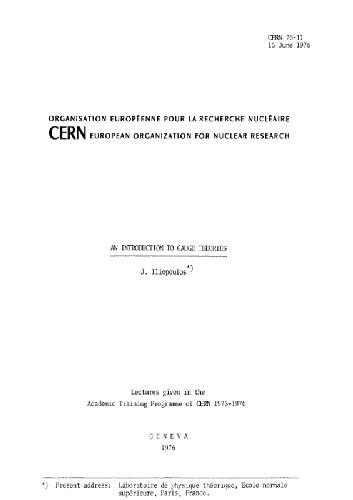 CERN 76-11
15 June 1976
ORGANISATION EUROPÉENNE POUR LA RECHERCHE NUCLÉAIRE
CERN EUROPEAN ORGANIZATION FOR NUCLEAR RESEARCH
AN INTRODUCTION TO GAUGE THEORIES
J. Iliopoulos*)
Lectures given in the
Academic Training Programme of CERN 1975-1976
GENEVA
1976
*) Present address: Laboratoire de physique théorique, Ecole normale
supérieure, Paris, France.